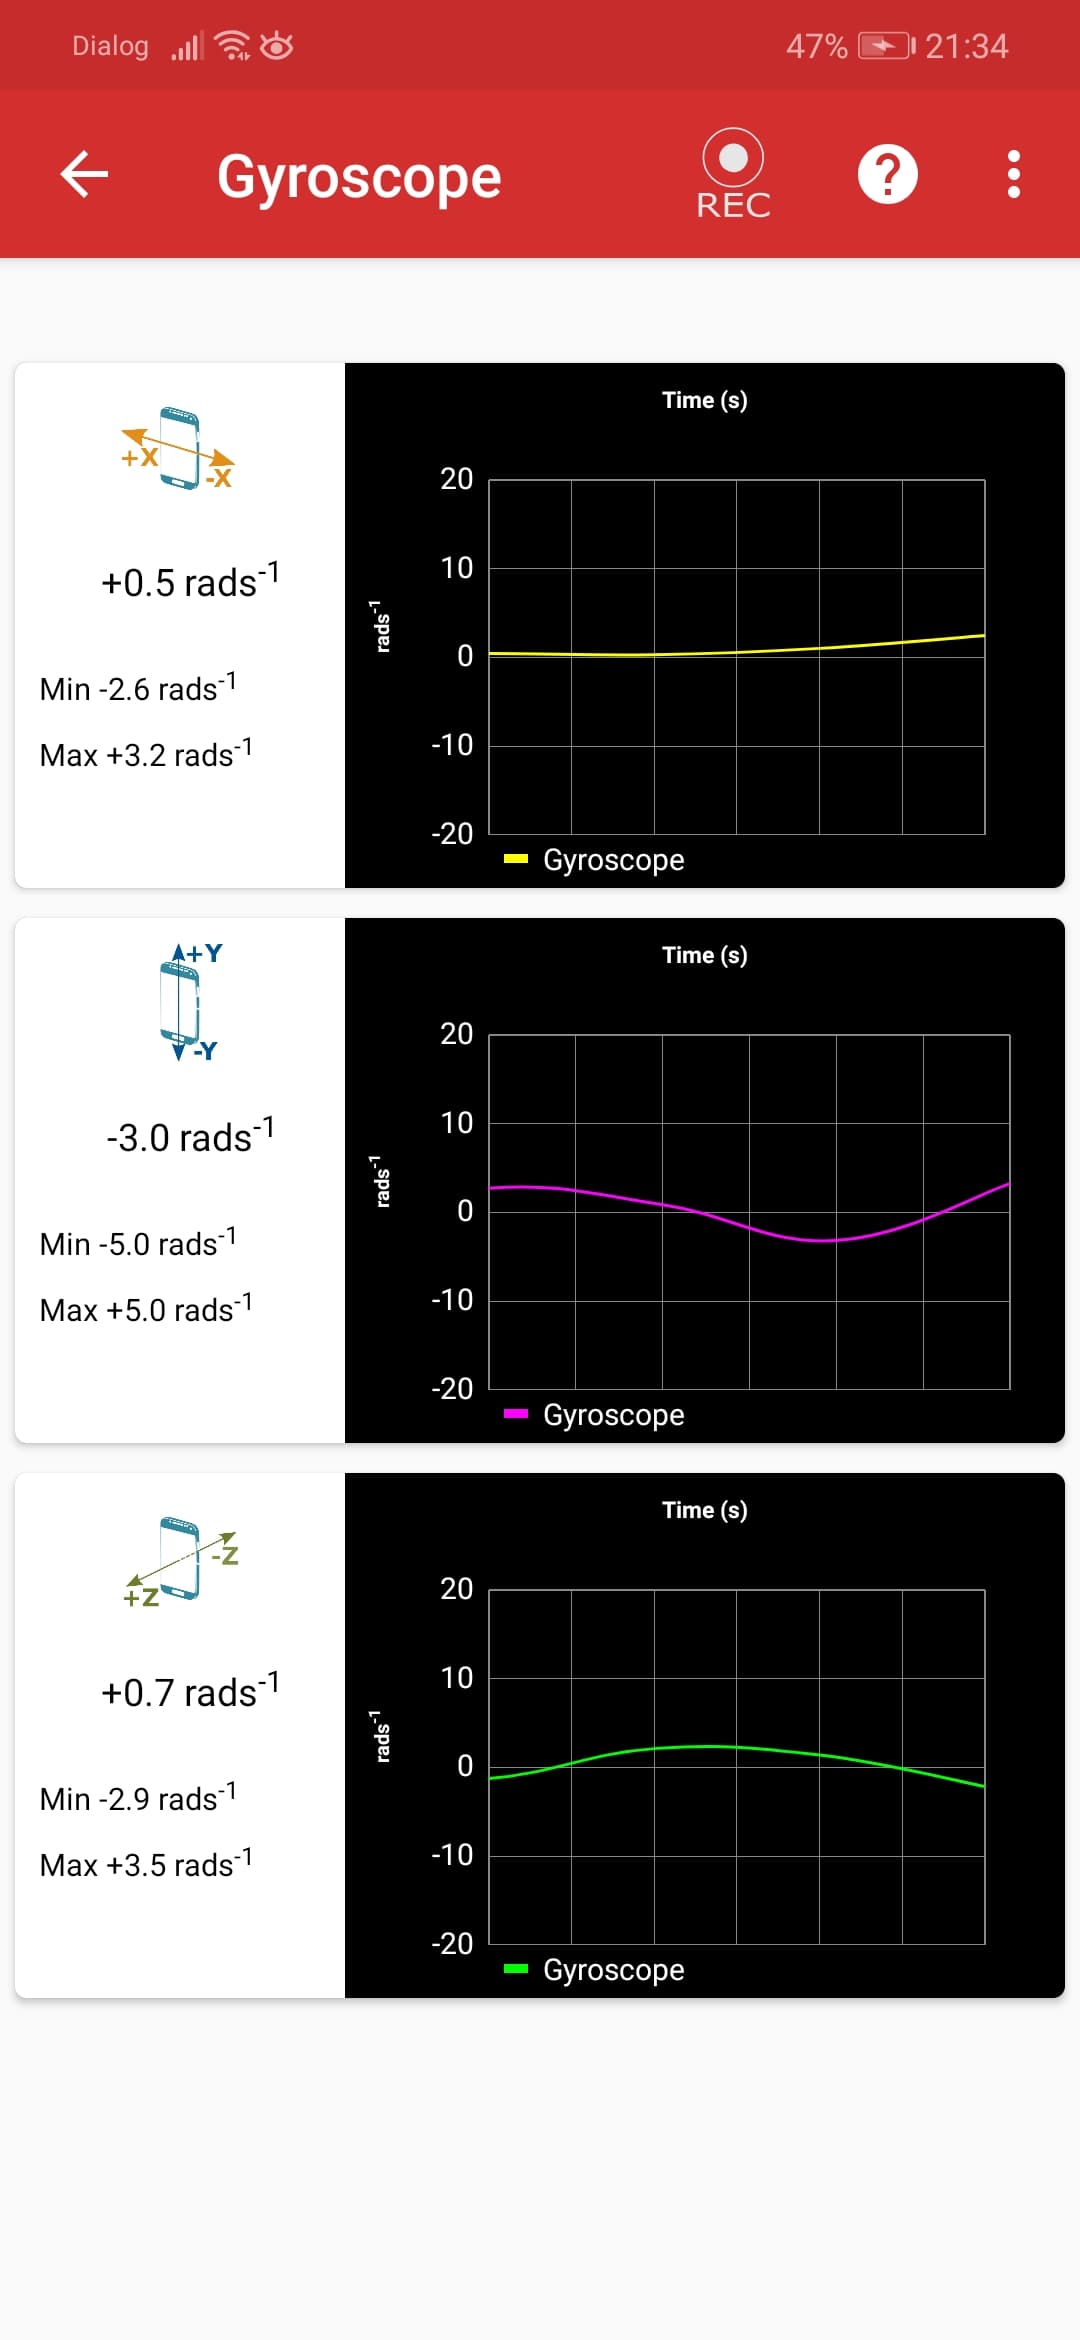 Dialog 47% 21:34
Gyroscope REC ?
Time (s)
+X
-X
+0.5 rads⁻¹
Min -2.6 rads⁻¹
Max +3.2 rads⁻¹
rads⁻¹
20
10
0
-10
-20
Gyroscope
Time (s)
+Y
-Y
-3.0 rads⁻¹
Min -5.0 rads⁻¹
Max +5.0 rads⁻¹
rads⁻¹
20
10
0
-10
-20
Gyroscope
Time (s)
-Z
+Z
+0.7 rads⁻¹
Min -2.9 rads⁻¹
Max +3.5 rads⁻¹
rads⁻¹
20
10
0
-10
-20
Gyroscope